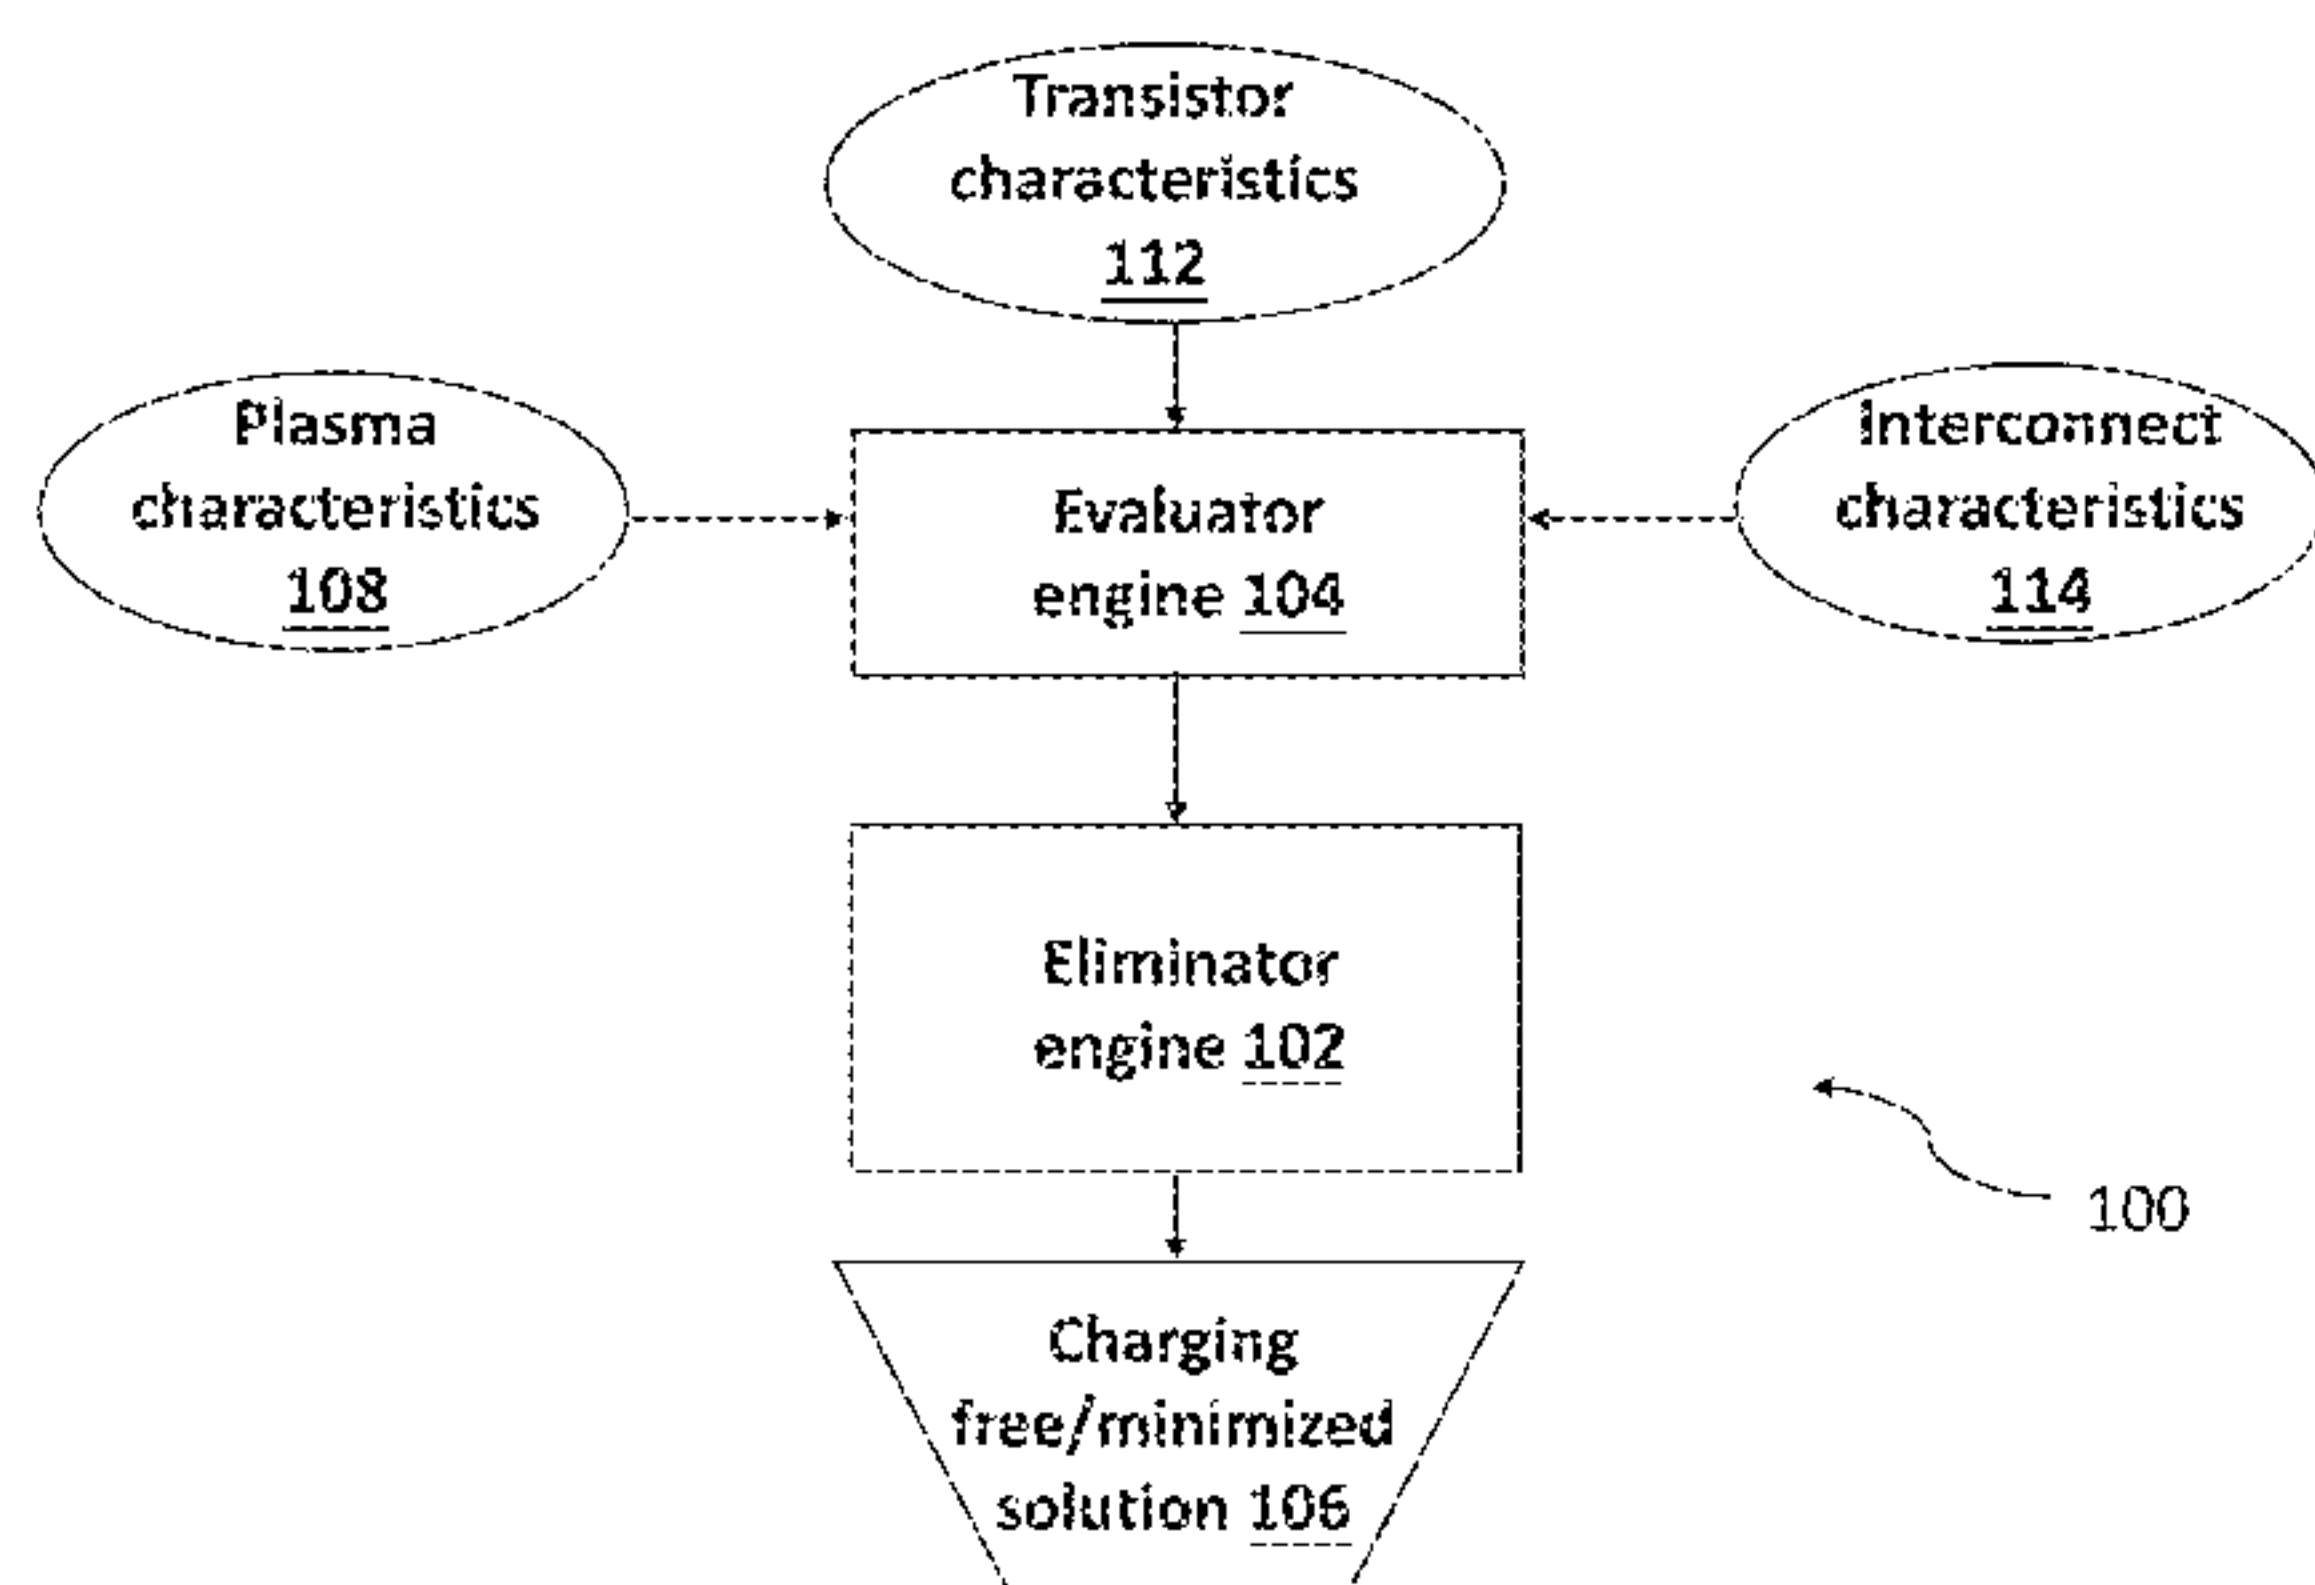 Transistor
characteristics
112
Plasma
characteristics
108
Evaluator
engine 104
Interconnect
characteristics
114
Eliminator
engine 102
100
Charging
free/minimized
solution 106